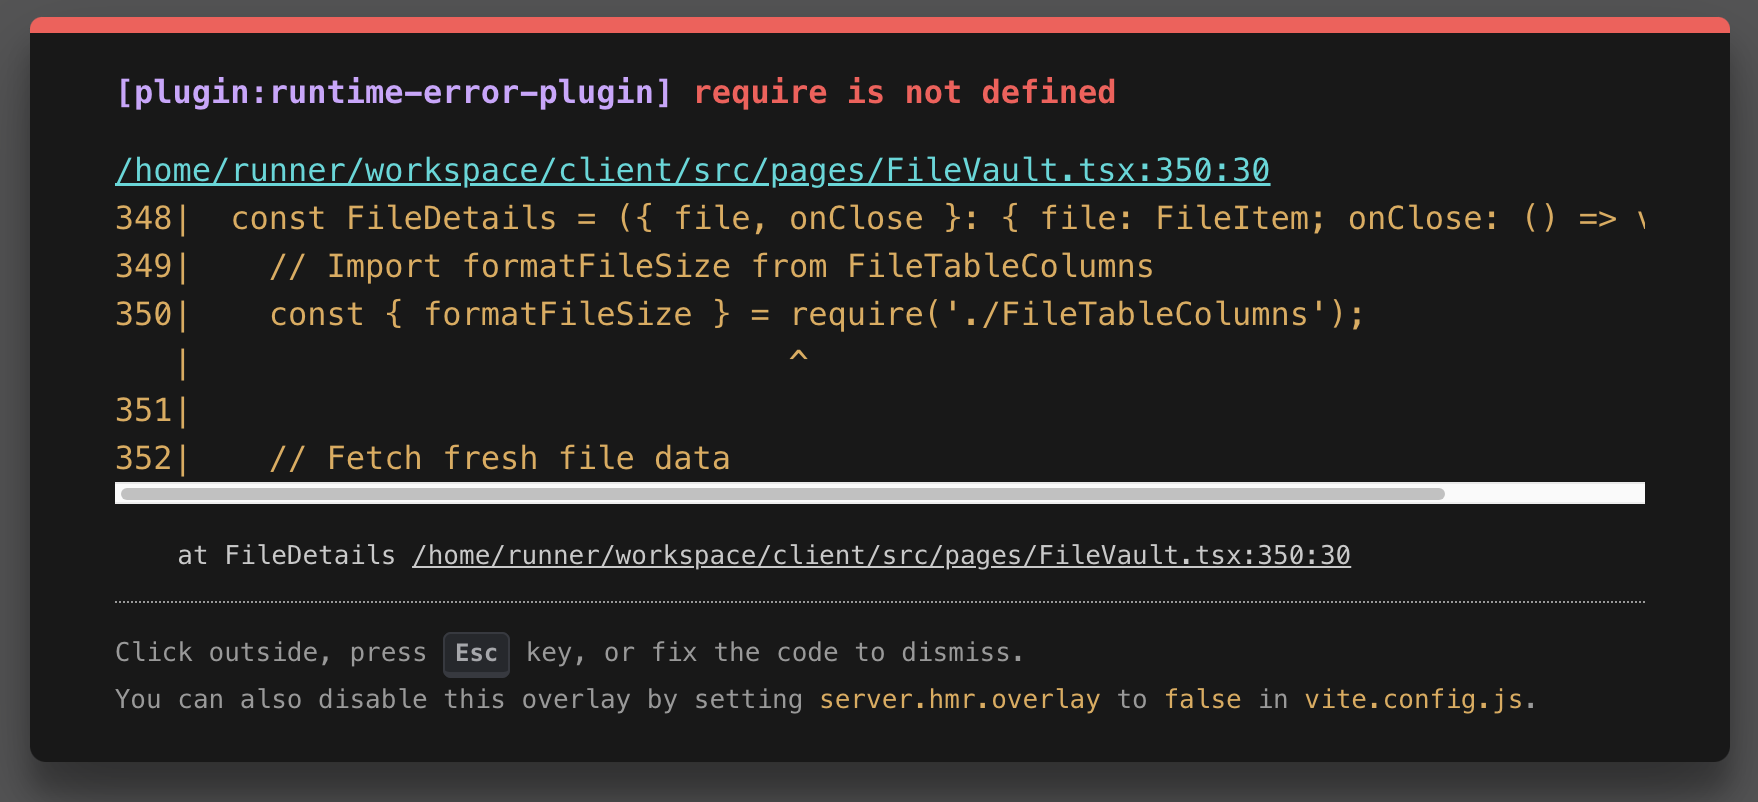 [plugin:runtime-error-plugin] require is not defined
/home/runner/workspace/client/src/pages/FileVault.tsx:350:30
348|  const FileDetails = ({ file, onClose }: { file: FileItem; onClose: () =>
349|    // Import formatFileSize from FileTableColumns
350|    const { formatFileSize } = require('./FileTableColumns');
   |                               ^
351|
352|    // Fetch fresh file data
at FileDetails /home/runner/workspace/client/src/pages/FileVault.tsx:350:30
Click outside, press Esc key, or fix the code to dismiss.
You can also disable this overlay by setting server.hmr.overlay to false in vite.config.js.